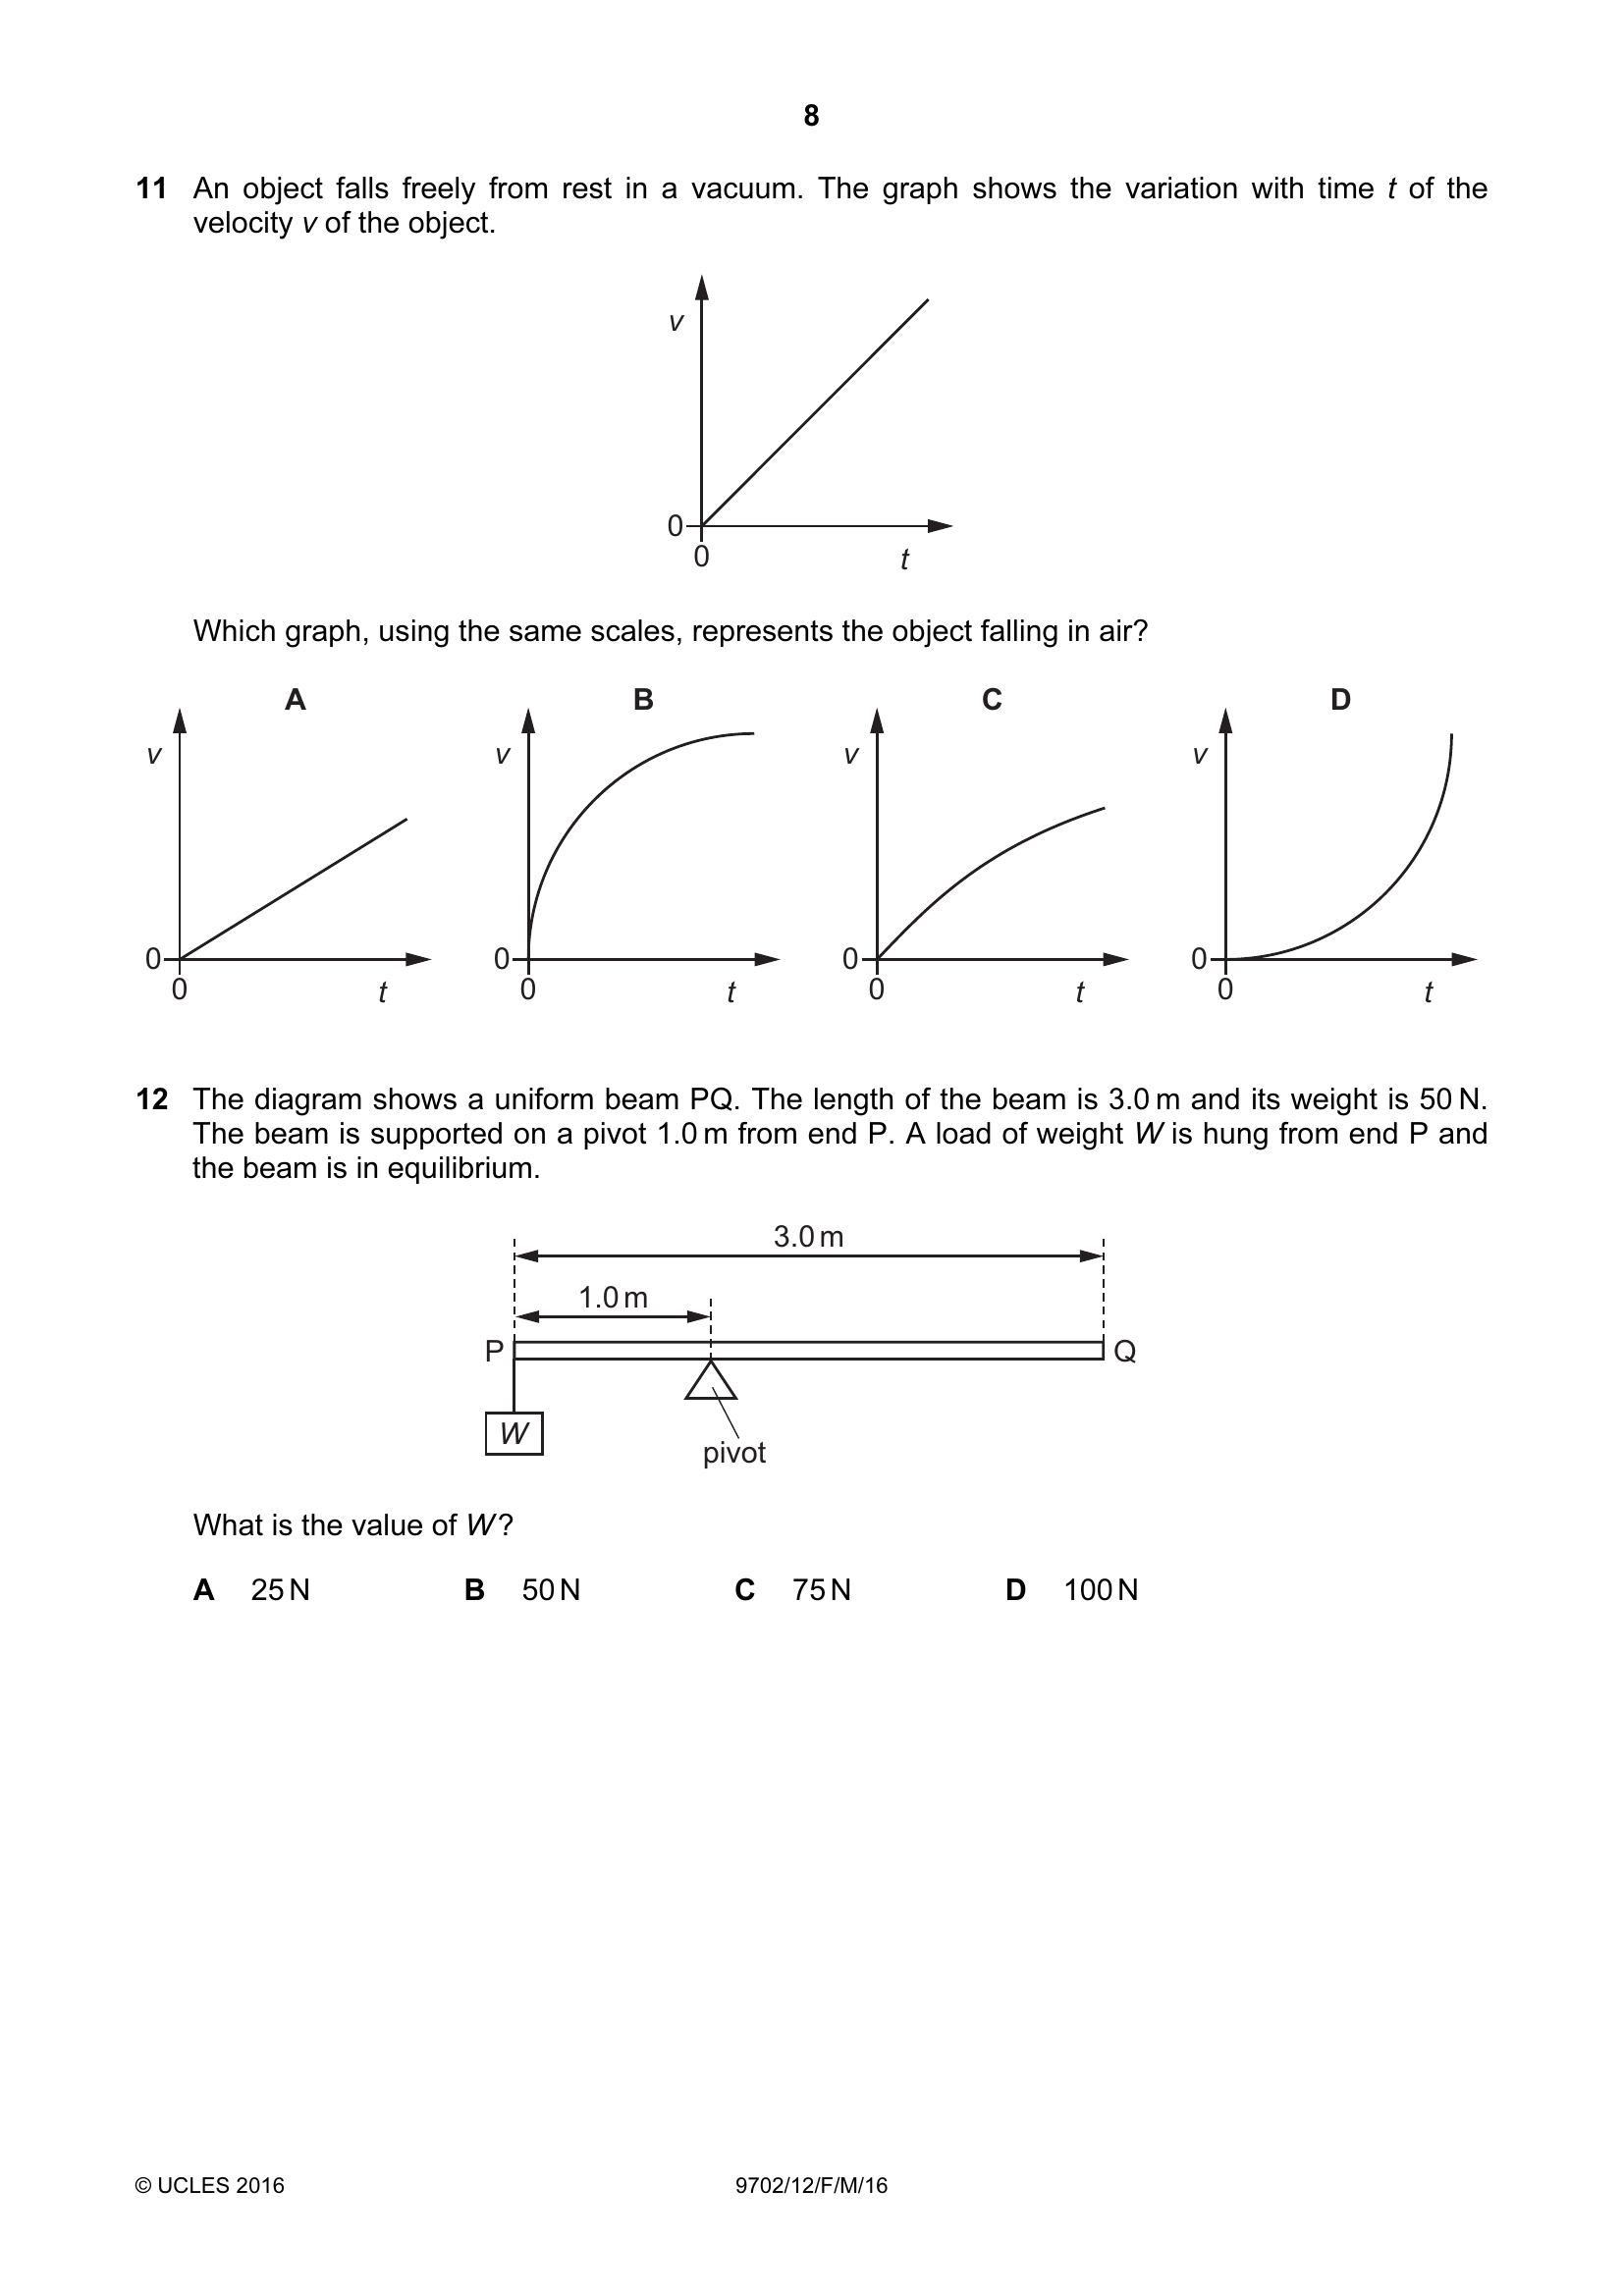 8
11 An object falls freely from rest in a vacuum. The graph shows the variation with time t of the
velocity v of the object.
v
0
0
t
Which graph, using the same scales, represents the object falling in air?
A B C D
v v v v
0 0 0 0
0 t 0 t 0 t 0 t
12 The diagram shows a uniform beam PQ. The length of the beam is 3.0 m and its weight is 50 N.
The beam is supported on a pivot 1.0 m from end P. A load of weight W is hung from end P and
the beam is in equilibrium.
3.0 m
1.0 m
P Q
W
pivot
What is the value of W?
A 25 N B 50 N C 75 N D 100 N
© UCLES 2016 9702/12/F/M/16